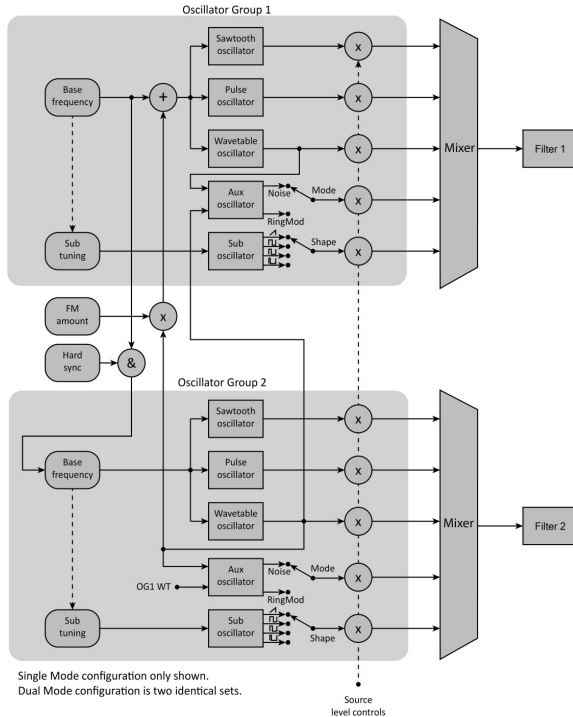 Oscillator Group 1
Sawtooth
oscillator
x
Base
frequency
+
Pulse
oscillator
x
Wavetable
oscillator
x
Mixer
Filter 1
Aux
oscillator
Noise
Mode
x
RingMod
Sub
tuning
Sub
oscillator
Shape
x
FM
amount
x
Hard
sync
&
Oscillator Group 2
Sawtooth
oscillator
x
Base
frequency
Pulse
oscillator
x
Wavetable
oscillator
x
Mixer
Filter 2
Aux
oscillator
Noise
Mode
x
OG1 WT
RingMod
Sub
tuning
Sub
oscillator
Shape
x
Single Mode configuration only shown.
Dual Mode configuration is two identical sets.
Source
level controls